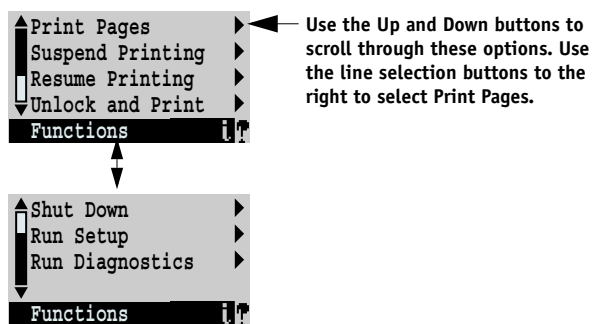 Print Pages
Suspend Printing
Resume Printing
Unlock and Print
Functions
Use the Up and Down buttons to
scroll through these options. Use
the line selection buttons to the
right to select Print Pages.
Shut Down
Run Setup
Run Diagnostics
Functions